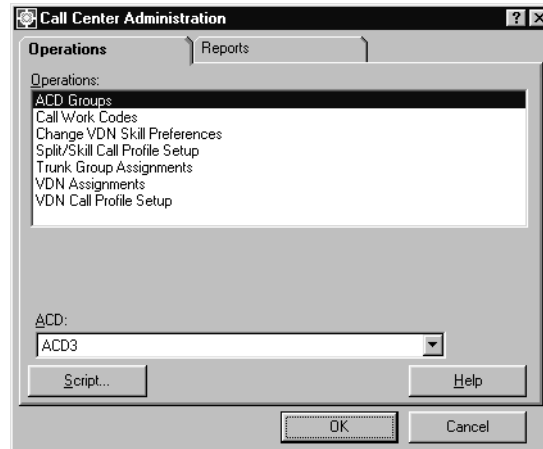 Call Center Administration
Operations
Reports
Operations:
ACD Groups
Call Work Codes
Change VDN Skill Preferences
Split/Skill Call Profile Setup
Trunk Group Assignments
VDN Assignments
VDN Call Profile Setup
ACD:
ACD3
Script...
Help
OK
Cancel